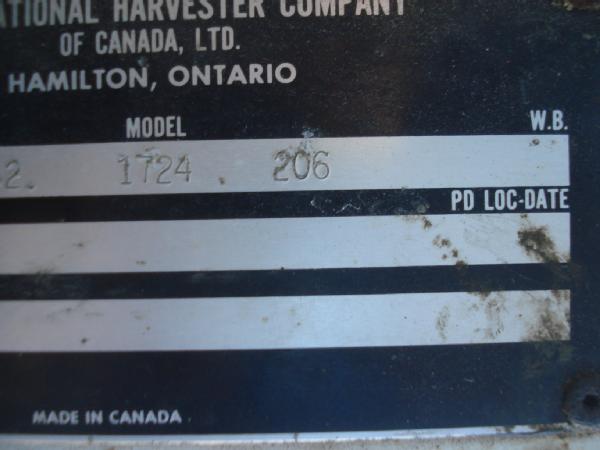 ATIONAL HARVESTER COMPANY
OF CANADA, LTD.
HAMILTON, ONTARIO
MODEL W.B.
2. 1724 206
PD LOC-DATE
MADE IN CANADA